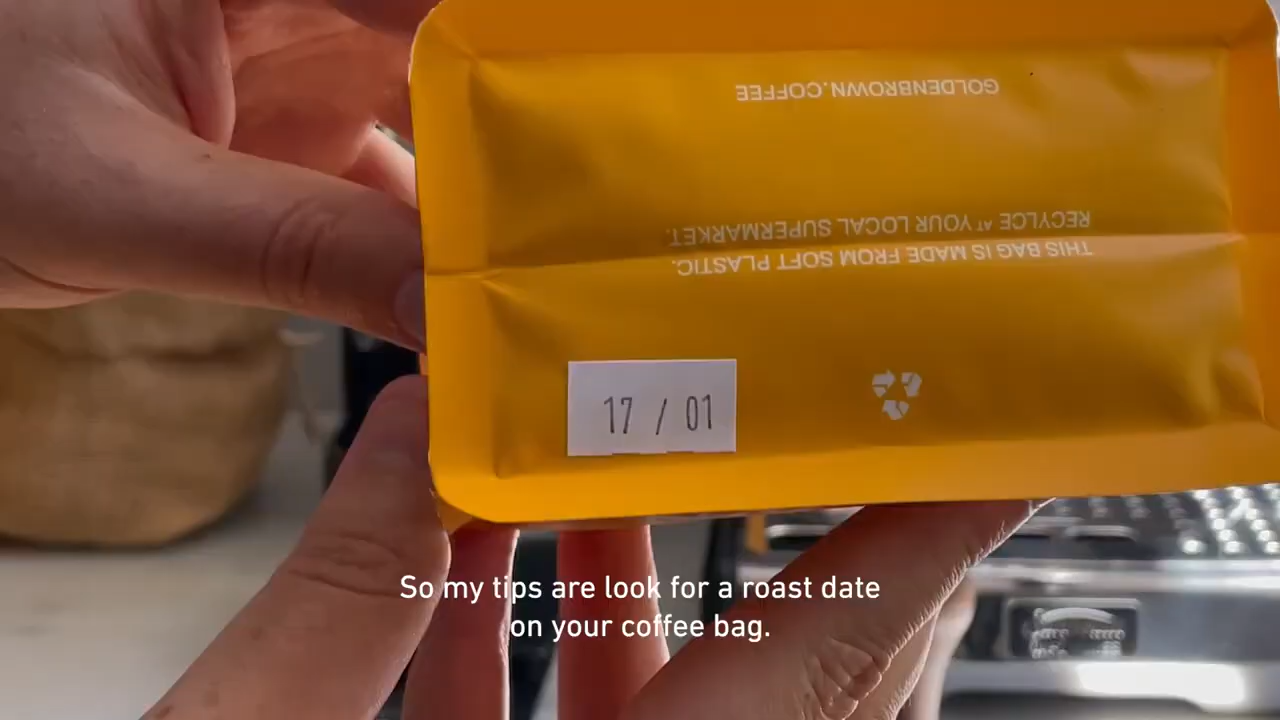 GOLDENBROWN.COFFEE
RECYLCE AT YOUR LOCAL SUPERMARKET.
THIS BAG IS MADE FROM SOFT PLASTIC.
17 / 01
So my tips are look for a roast date
on your coffee bag.